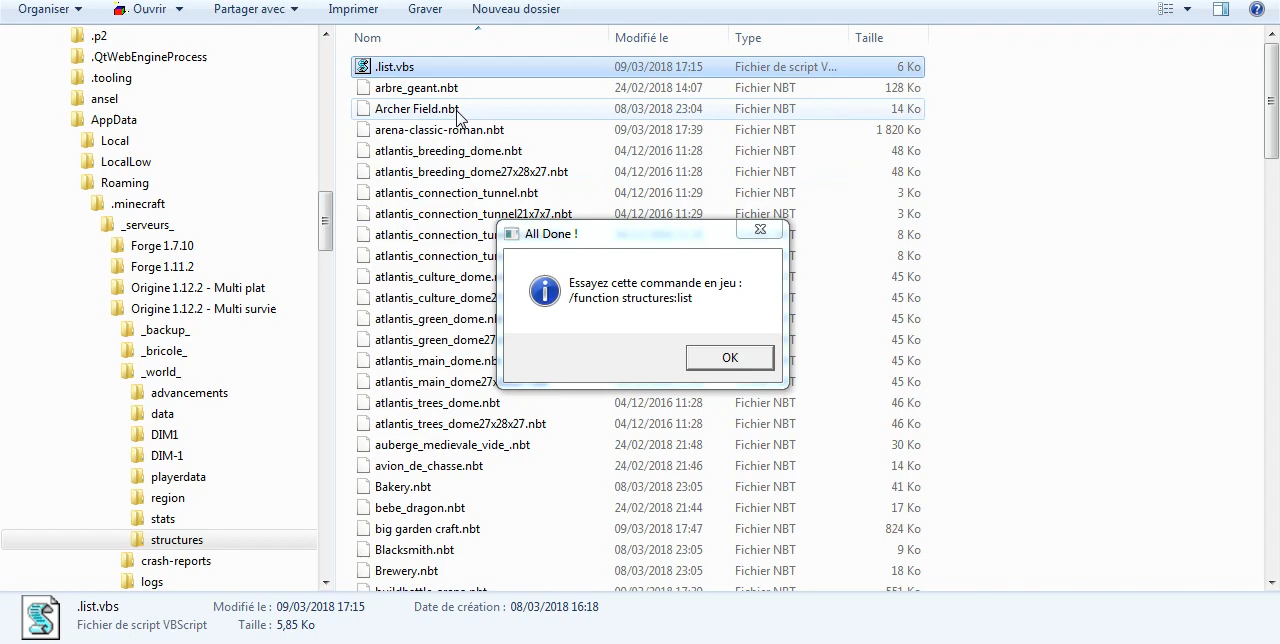 Organiser
Ouvrir
Partager avec
Imprimer
Graver
Nouveau dossier
.p2
.QtWebEngineProcess
.tooling
ansel
AppData
Local
LocalLow
Roaming
.minecraft
_serveurs_
Forge 1.7.10
Forge 1.11.2
Origine 1.12.2 - Multi plat
Origine 1.12.2 - Multi survie
_backup_
_bricole_
_world_
advancements
data
DIM1
DIM-1
playerdata
region
stats
structures
crash-reports
logs
Nom Modifié le Type Taille
.list.vbs 09/03/2018 17:15 Fichier de script V... 6 Ko
arbre_geant.nbt 24/02/2018 14:07 Fichier NBT 128 Ko
Archer Field.nbt 08/03/2018 23:04 Fichier NBT 14 Ko
arena-classic-roman.nbt 09/03/2018 17:39 Fichier NBT 1 820 Ko
atlantis_breeding_dome.nbt 04/12/2016 11:28 Fichier NBT 48 Ko
atlantis_breeding_dome27x28x27.nbt 04/12/2016 11:28 Fichier NBT 48 Ko
atlantis_connection_tunnel.nbt 04/12/2016 11:29 Fichier NBT 3 Ko
atlantis_connection_tunnel21x7x7.nbt 04/12/2016 11:29 Fichier NBT 3 Ko
atlantis_connection_tu 8 Ko
atlantis_connection_tu 8 Ko
atlantis_culture_dome. 45 Ko
atlantis_culture_dome2 45 Ko
atlantis_green_dome.nb 45 Ko
atlantis_green_dome27 45 Ko
atlantis_main_dome.nb 45 Ko
atlantis_main_dome27x 45 Ko
atlantis_trees_dome.nbt 04/12/2016 11:28 Fichier NBT 46 Ko
atlantis_trees_dome27x28x27.nbt 04/12/2016 11:28 Fichier NBT 46 Ko
auberge_medievale_vide_.nbt 24/02/2018 21:48 Fichier NBT 30 Ko
avion_de_chasse.nbt 24/02/2018 21:46 Fichier NBT 14 Ko
Bakery.nbt 08/03/2018 23:05 Fichier NBT 41 Ko
bebe_dragon.nbt 24/02/2018 21:44 Fichier NBT 17 Ko
big garden craft.nbt 09/03/2018 17:47 Fichier NBT 824 Ko
Blacksmith.nbt 08/03/2018 23:05 Fichier NBT 9 Ko
Brewery.nbt 08/03/2018 23:05 Fichier NBT 18 Ko
All Done !
Essayez cette commande en jeu :
/function structures:list
OK
.list.vbs Modifié le : 09/03/2018 17:15 Date de création : 08/03/2018 16:18
Fichier de script VBScript Taille : 5,85 Ko